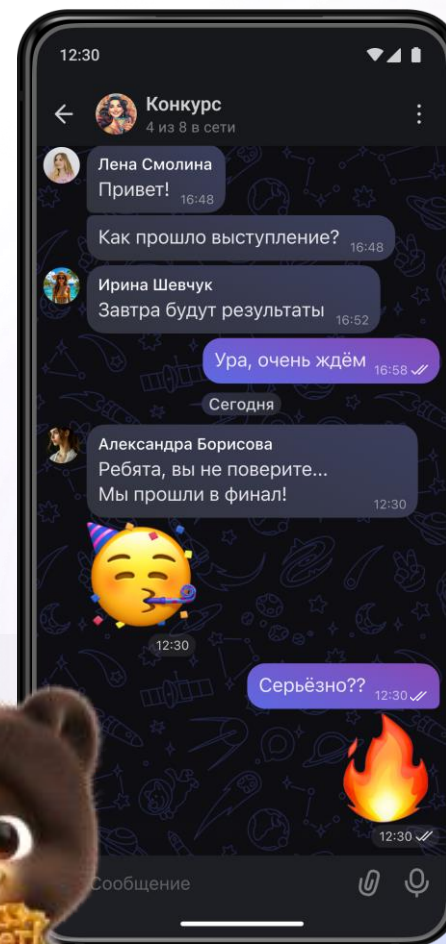 12:30
Конкурс
4 из 8 в сети
Лена Смолина
Привет! 16:48
Как прошло выступление? 16:48
Ирина Шевчук
Завтра будут результаты 16:52
Ура, очень ждём 16:58
Сегодня
Александра Борисова
Ребята, вы не поверите...
Мы прошли в финал! 12:30
12:30
Серьёзно?? 12:30
12:30
Сообщение